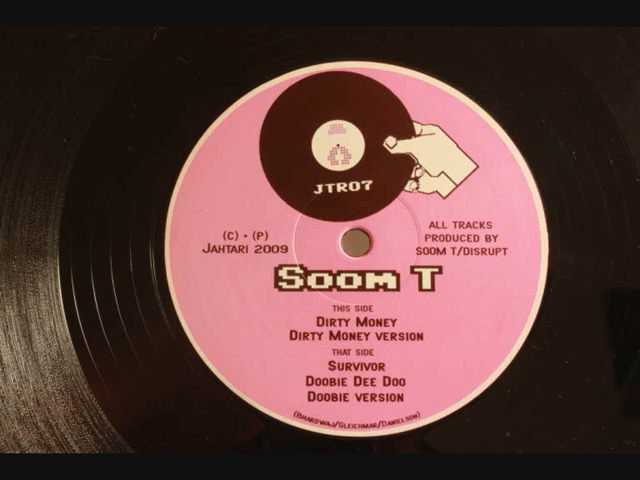 JTR07
(C) + (P)
JAHTARI 2009
ALL TRACKS
PRODUCED BY
SOOM T/DISRUPT
SOOM T
THIS SIDE
DIRTY MONEY
DIRTY MONEY VERSION
THAT SIDE
SURVIVOR
DOOBIE DEE DOO
DOOBIE VERSION
(BHARDWAJ/GLEICHMAR/DANIELSON)